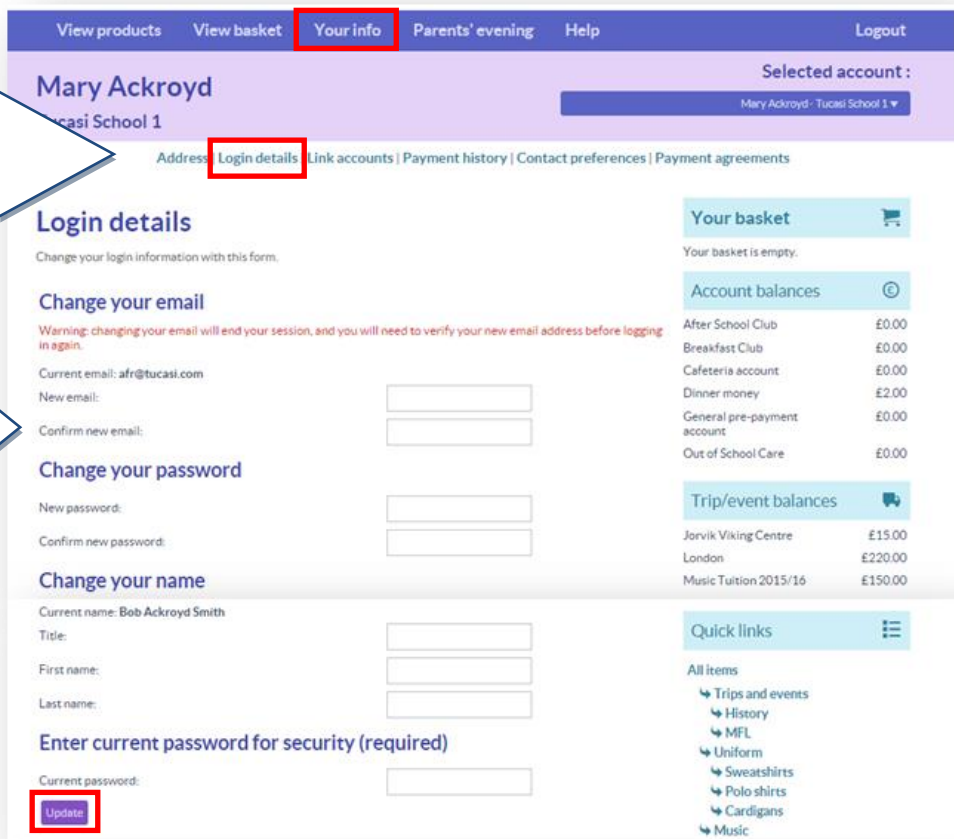 View products View basket Your info Parents' evening Help Logout
Mary Ackroyd
Selected account :
Tucasi School 1
Mary Ackroyd - Tucasi School 1
Address | Login details | Link accounts | Payment history | Contact preferences | Payment agreements
Login details
Change your login information with this form.
Change your email
Warning: changing your email will end your session, and you will need to verify your new email address before logging
in again.
Current email: afr@tucasi.com
New email:
Confirm new email:
Change your password
New password:
Confirm new password:
Change your name
Current name: Bob Ackroyd Smith
Title:
First name:
Last name:
Enter current password for security (required)
Current password:
Update
Your basket
Your basket is empty.
Account balances
After School Club £0.00
Breakfast Club £0.00
Cafeteria account £0.00
Dinner money £2.00
General pre-payment £0.00
account
Out of School Care £0.00
Trip/event balances
Jorvik Viking Centre £15.00
London £220.00
Music Tuition 2015/16 £150.00
Quick links
All items
Trips and events
History
MFL
Uniform
Sweatshirts
Polo shirts
Cardigans
Music